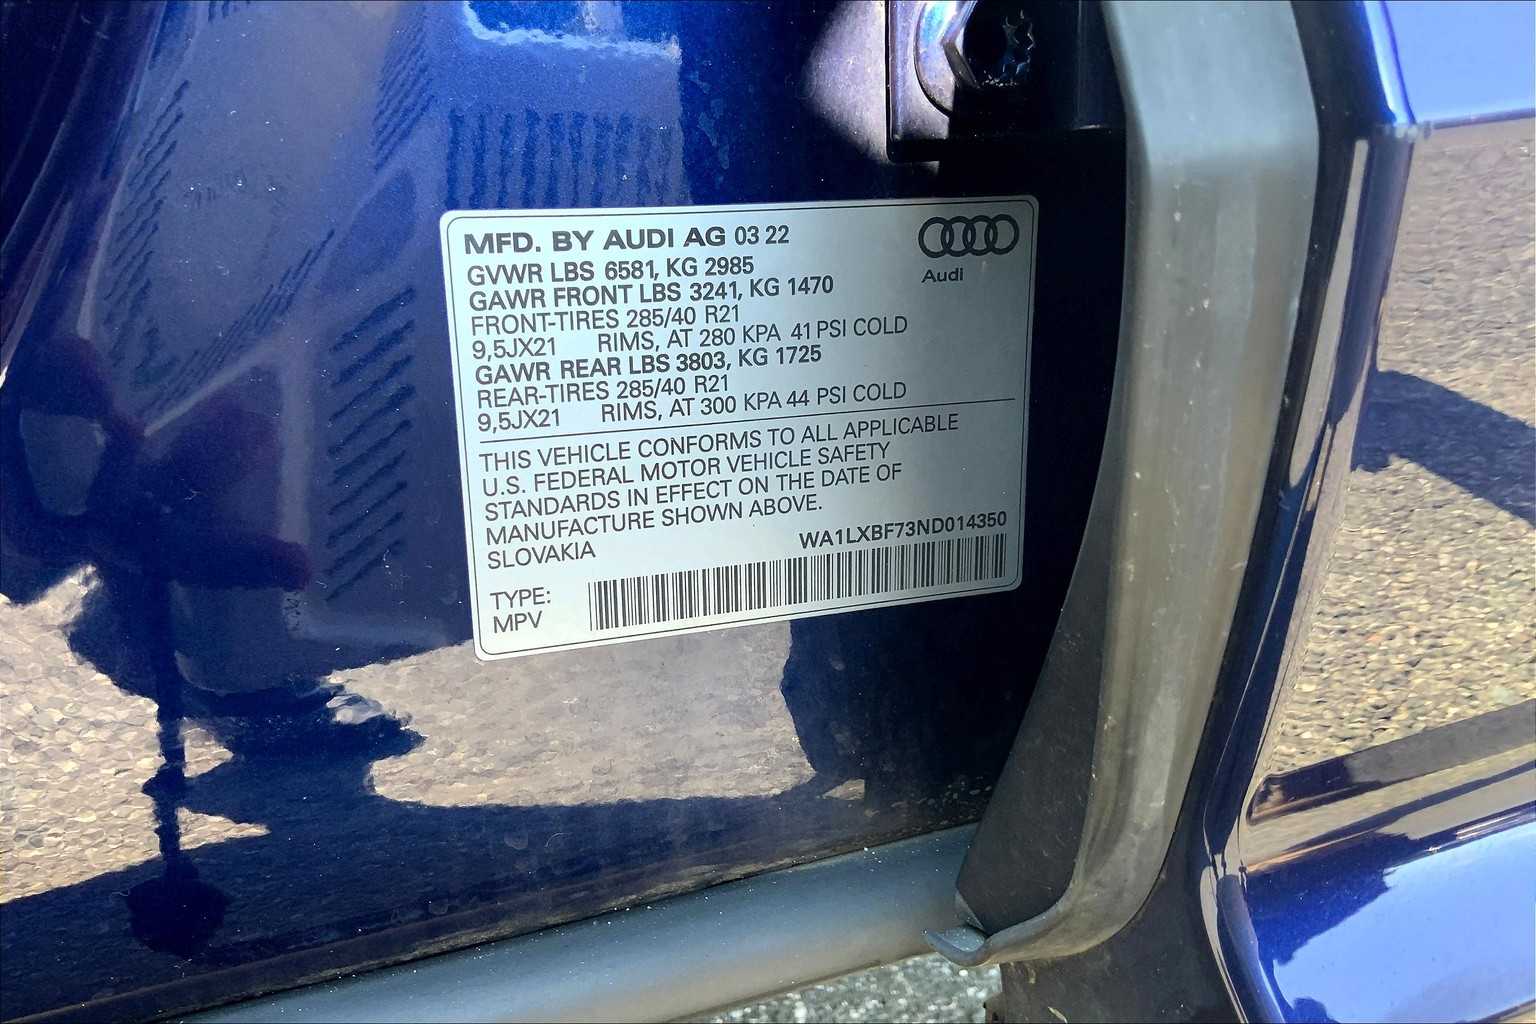 MFD. BY AUDI AG 03 22
Audi
GVWR LBS 6581, KG 2985
GAWR FRONT LBS 3241, KG 1470
FRONT-TIRES 285/40 R21
9,5JX21 RIMS, AT 280 KPA 41 PSI COLD
GAWR REAR LBS 3803, KG 1725
REAR-TIRES 285/40 R21
9,5JX21 RIMS, AT 300 KPA 44 PSI COLD
THIS VEHICLE CONFORMS TO ALL APPLICABLE
U.S. FEDERAL MOTOR VEHICLE SAFETY
STANDARDS IN EFFECT ON THE DATE OF
MANUFACTURE SHOWN ABOVE.
SLOVAKIA
WA1LXBF73ND014350
TYPE:
MPV